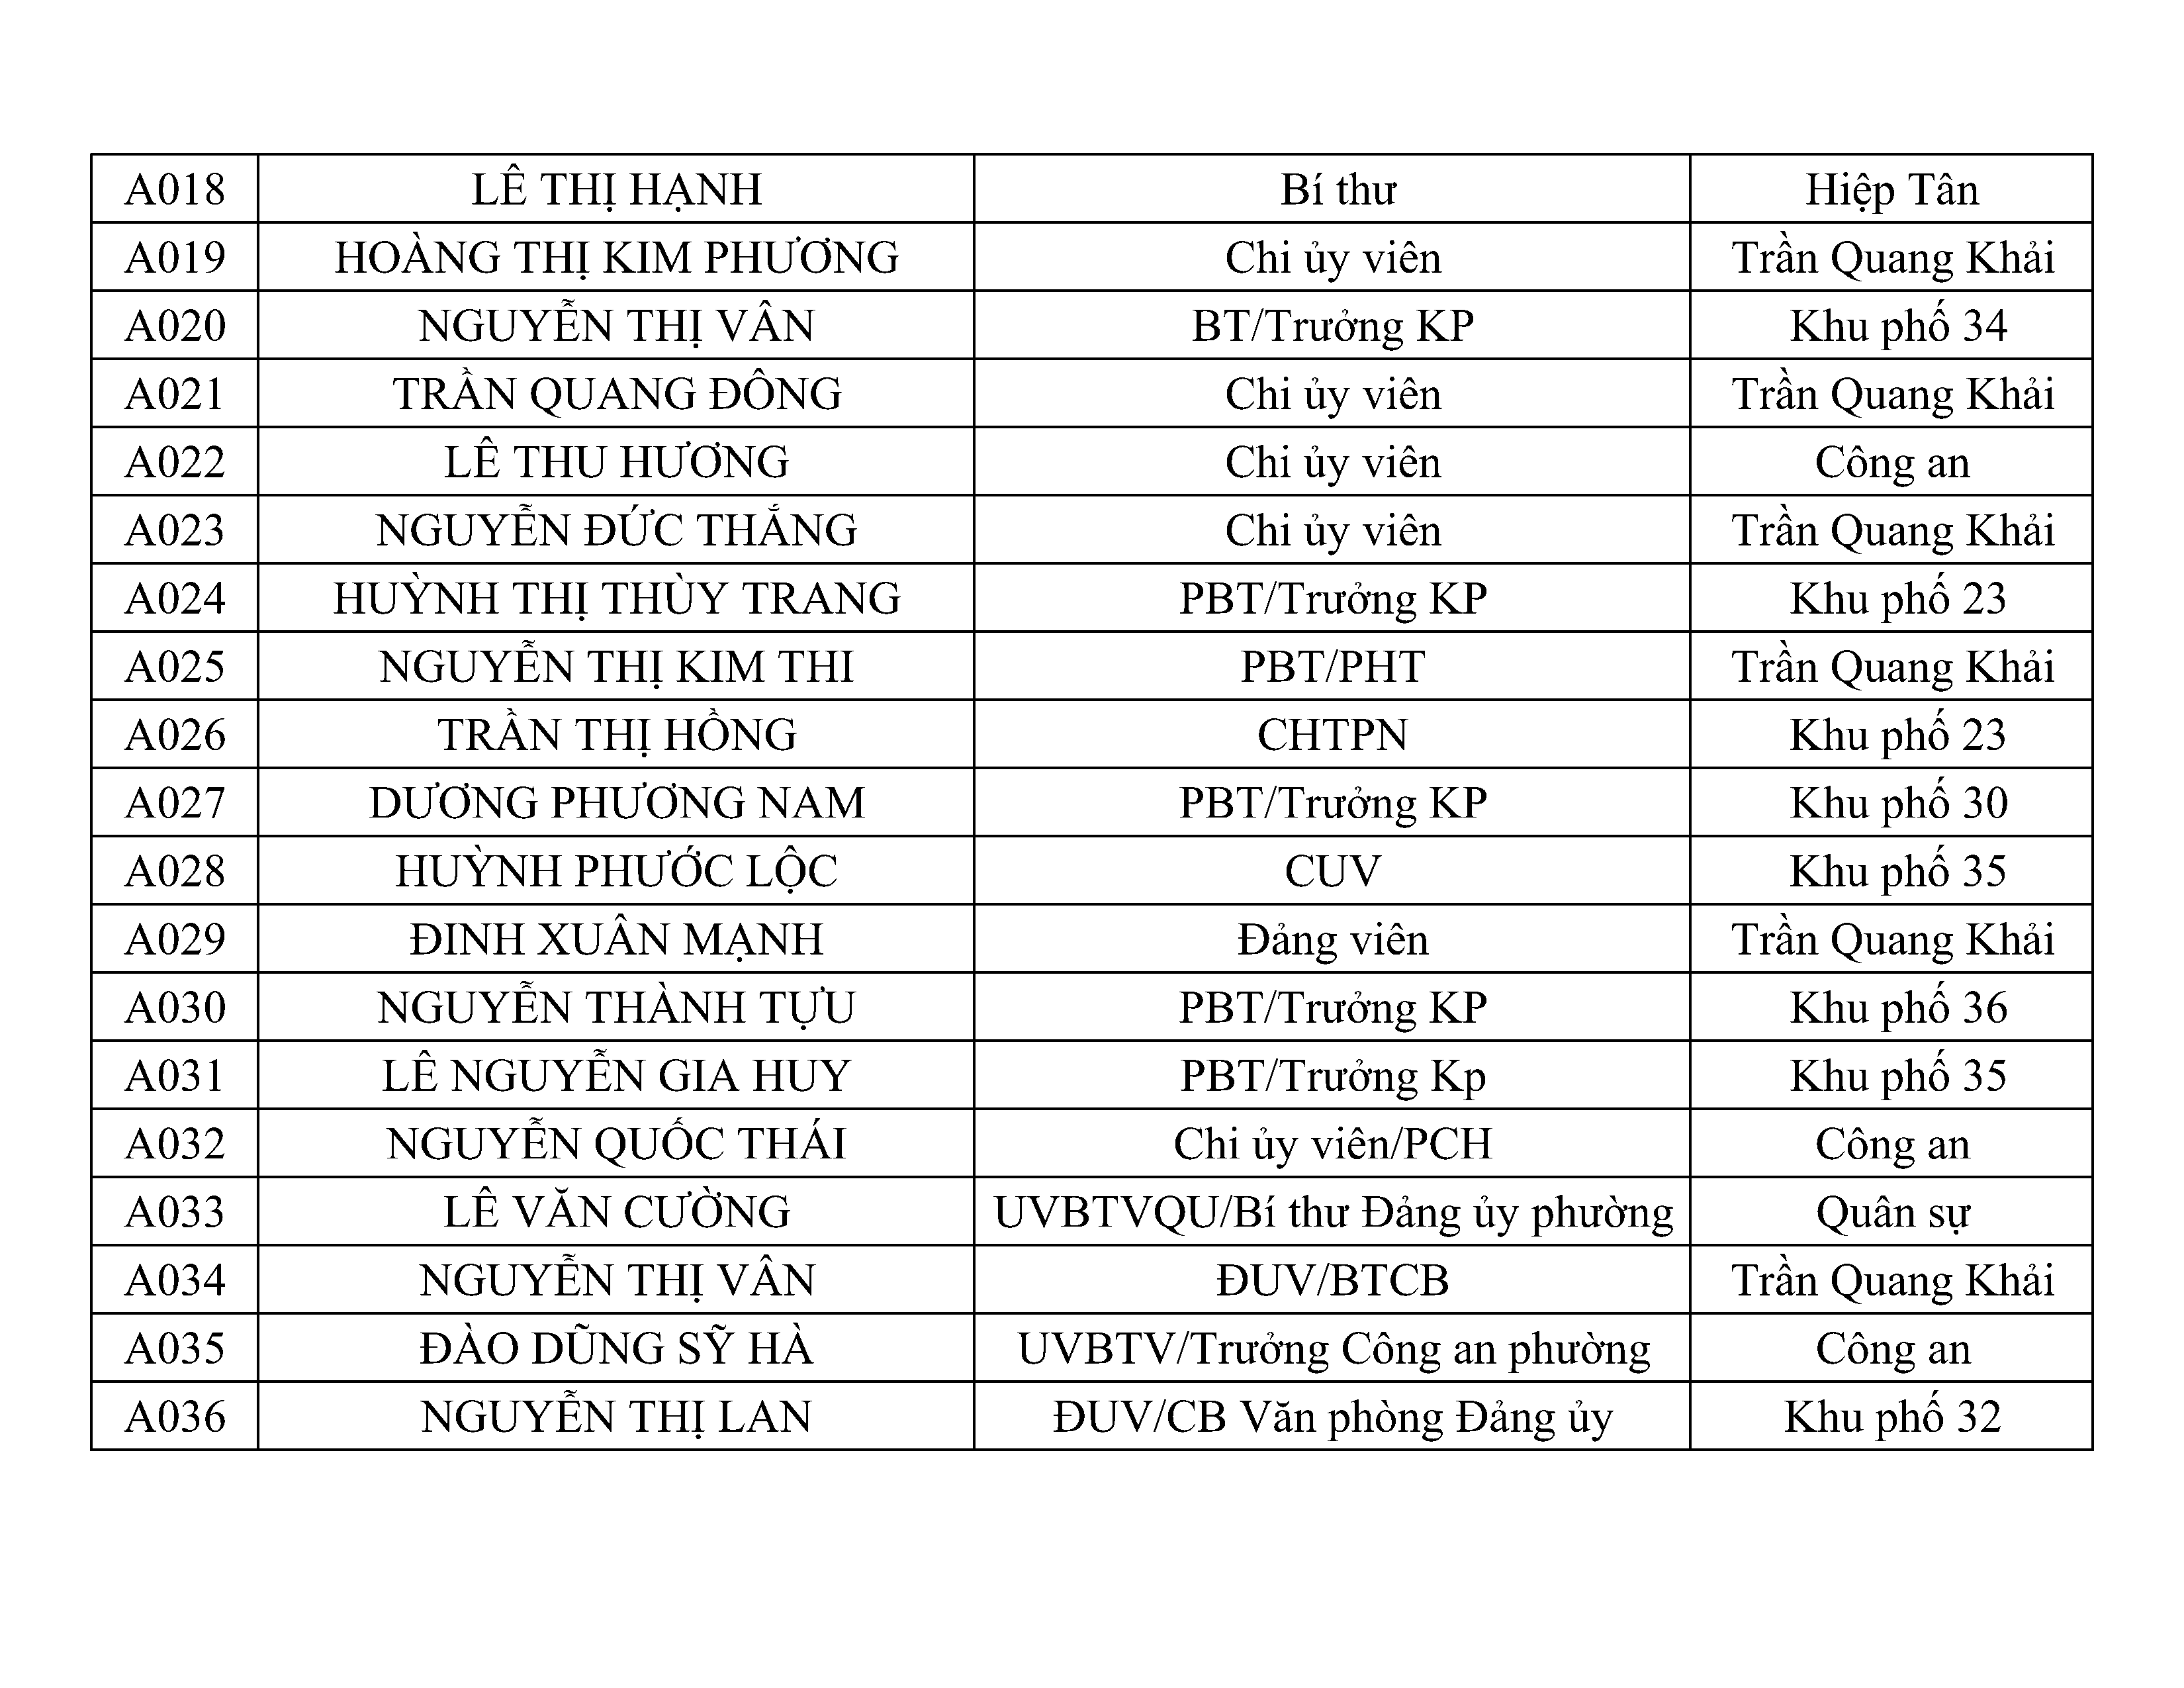 A018 LÊ THỊ HẠNH Bí thư Hiệp Tân
A019 HOÀNG THỊ KIM PHƯƠNG Chi ủy viên Trần Quang Khải
A020 NGUYỄN THỊ VÂN BT/Trưởng KP Khu phố 34
A021 TRẦN QUANG ĐÔNG Chi ủy viên Trần Quang Khải
A022 LÊ THU HƯƠNG Chi ủy viên Công an
A023 NGUYỄN ĐỨC THẮNG Chi ủy viên Trần Quang Khải
A024 HUỲNH THỊ THÙY TRANG PBT/Trưởng KP Khu phố 23
A025 NGUYỄN THỊ KIM THI PBT/PHT Trần Quang Khải
A026 TRẦN THỊ HỒNG CHTPN Khu phố 23
A027 DƯƠNG PHƯƠNG NAM PBT/Trưởng KP Khu phố 30
A028 HUỲNH PHƯỚC LỘC CUV Khu phố 35
A029 ĐINH XUÂN MẠNH Đảng viên Trần Quang Khải
A030 NGUYỄN THÀNH TỰU PBT/Trưởng KP Khu phố 36
A031 LÊ NGUYỄN GIA HUY PBT/Trưởng Kp Khu phố 35
A032 NGUYỄN QUỐC THÁI Chi ủy viên/PCH Công an
A033 LÊ VĂN CƯỜNG UVBTVQU/Bí thư Đảng ủy phường Quân sự
A034 NGUYỄN THỊ VÂN ĐUV/BTCB Trần Quang Khải
A035 ĐÀO DŨNG SỸ HÀ UVBTV/Trưởng Công an phường Công an
A036 NGUYỄN THỊ LAN ĐUV/CB Văn phòng Đảng ủy Khu phố 32